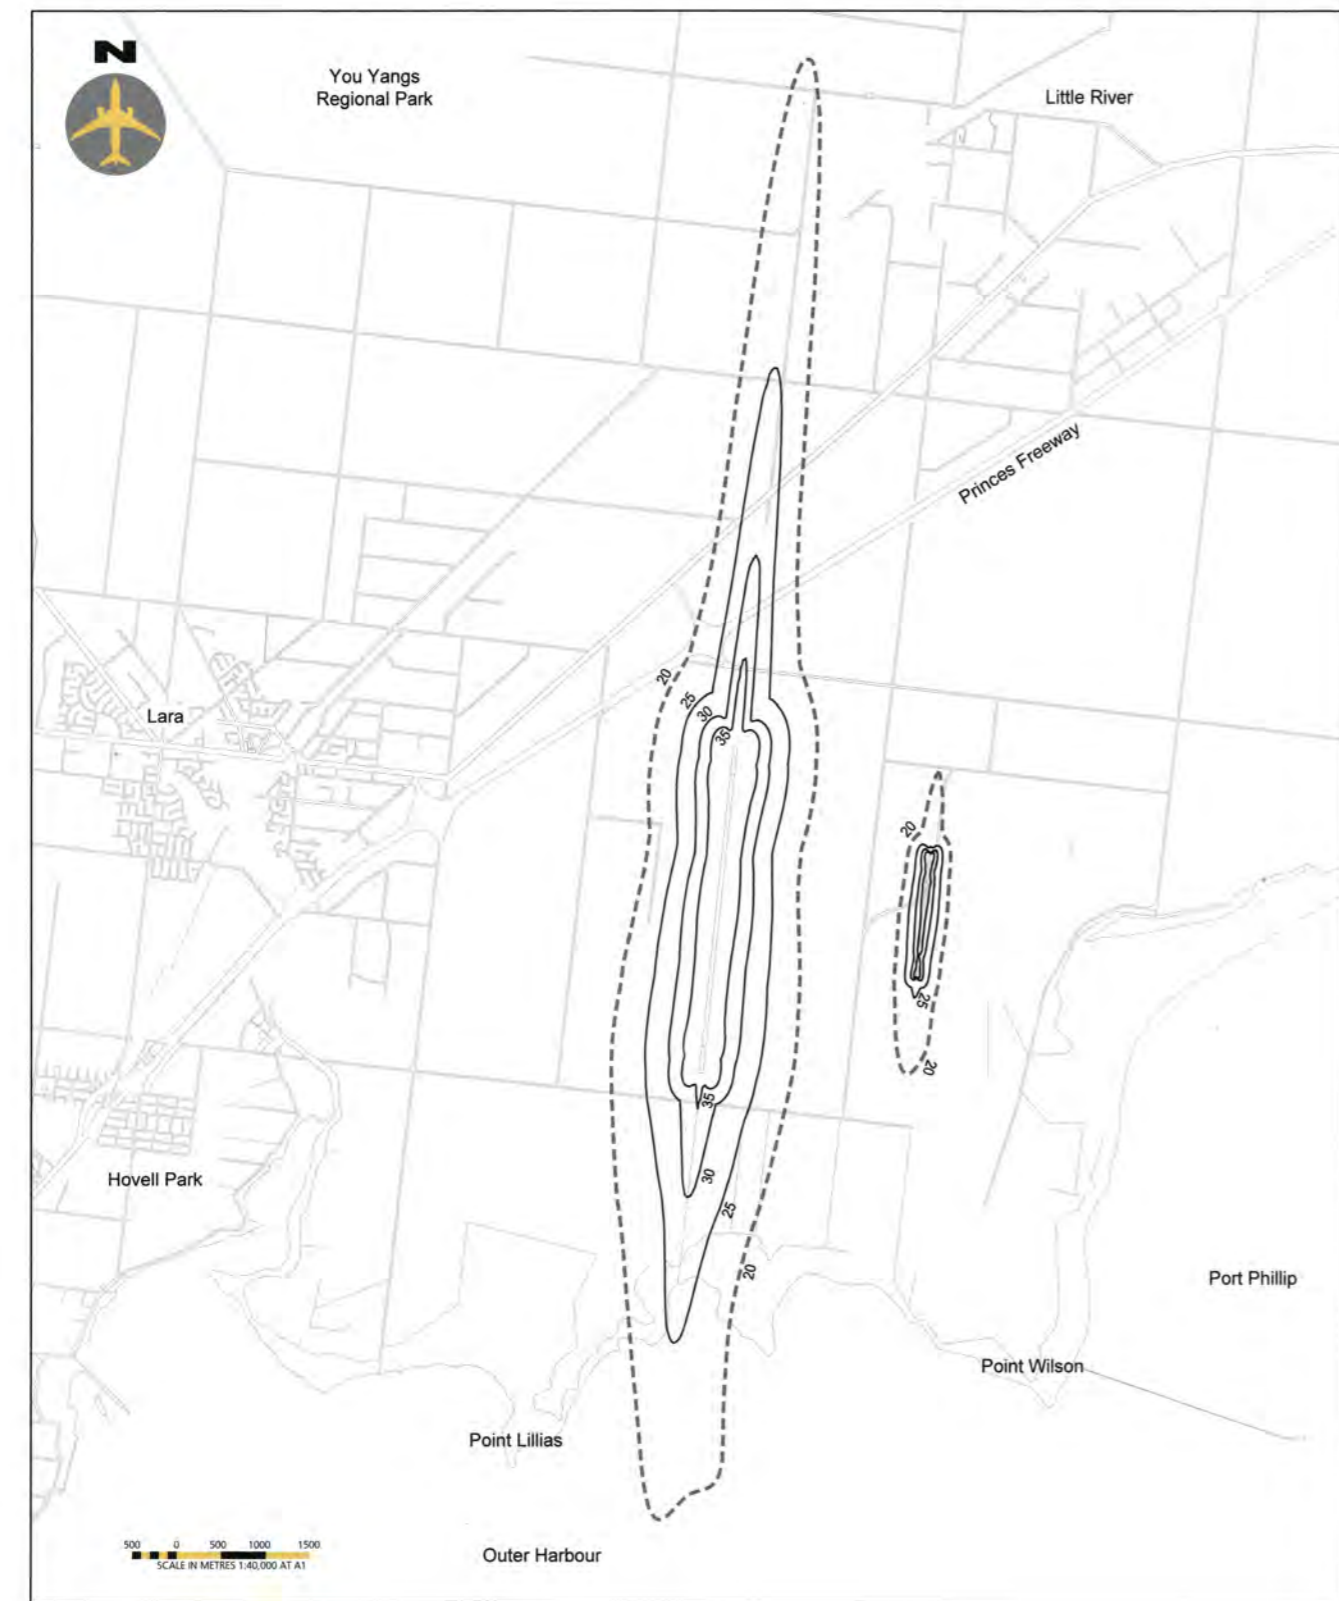 N
You Yangs
Regional Park
Little River
Princes Freeway
20
25
30
35
Lara
20
25
20
35
30
25
20
Hovell Park
Port Phillip
Point Wilson
Point Lillias
Outer Harbour
500 0 500 1000 1500
SCALE IN METRES 1:40,000 AT A1